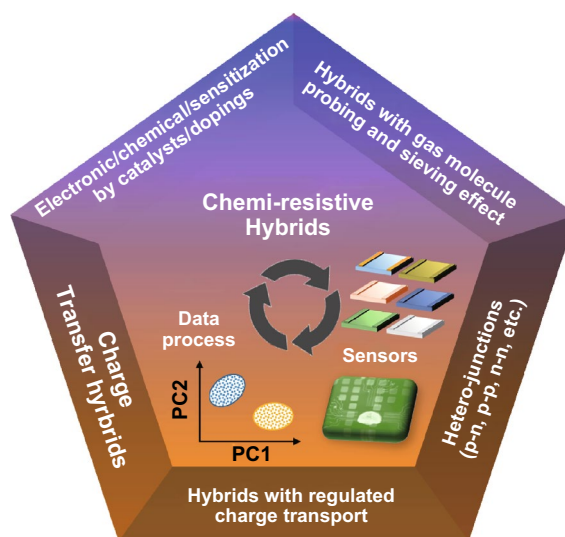 Electronic/chemical/sensitization
by catalysts/dopings
Hybrids with gas molecule
probing and sieving effect
Chemi-resistive
Hybrids
Data
process
Sensors
PC2
PC1
Charge
Transfer hyrbrids
Hetero-junctions
(p-n, p-p, n-n, etc.)
Hybrids with regulated
charge transport